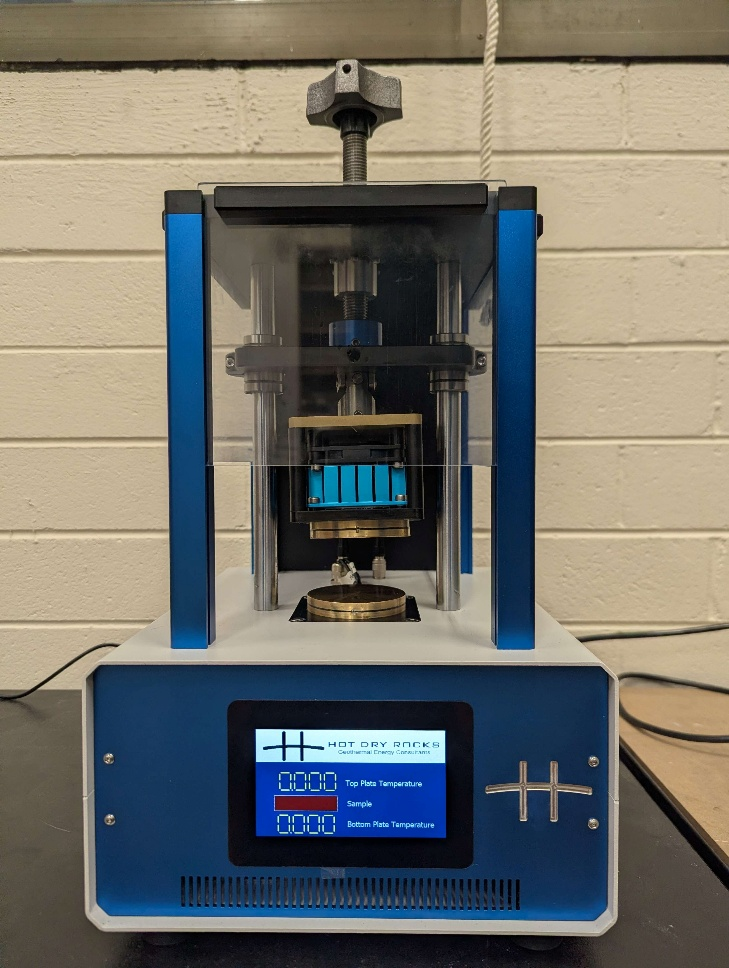 HOT DRY ROCKS
Geothermal Energy Consultants
0.000 Top Plate Temperature
Sample
0.000 Bottom Plate Temperature